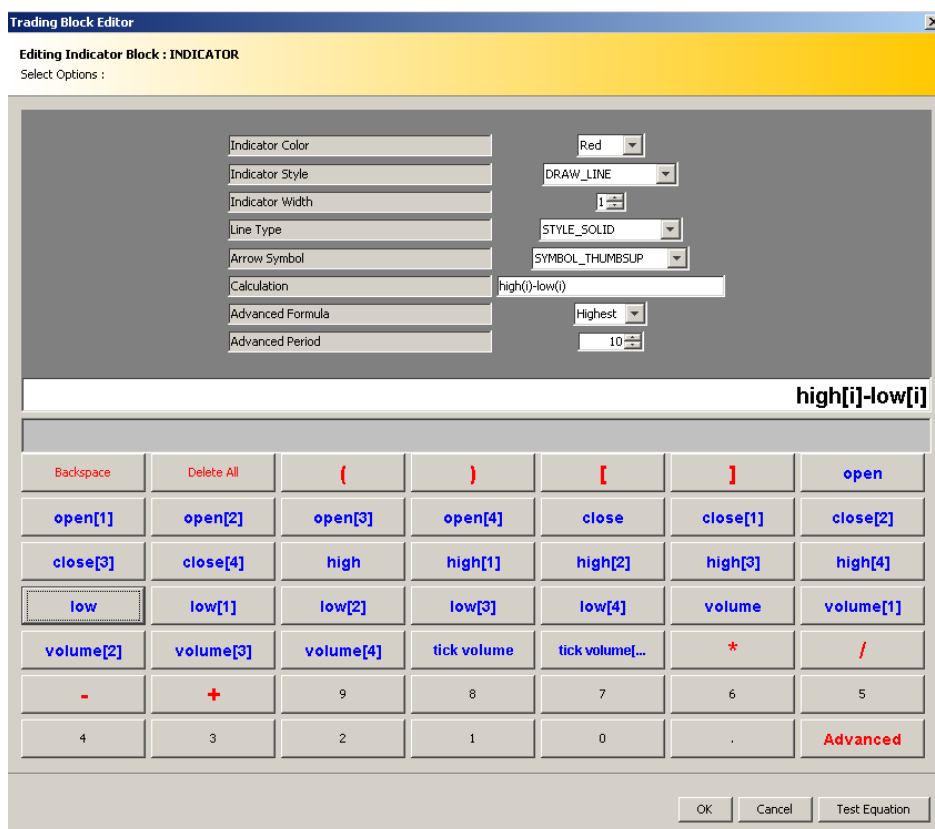 Trading Block Editor
Editing Indicator Block : INDICATOR
Select Options :
Indicator Color Red
Indicator Style DRAW_LINE
Indicator Width 1
Line Type STYLE_SOLID
Arrow Symbol SYMBOL_THUMBSUP
Calculation high(i)-low(i)
Advanced Formula Highest
Advanced Period 10
high[i]-low[i]
Backspace Delete All ( ) [ ] open
open[1] open[2] open[3] open[4] close close[1] close[2]
close[3] close[4] high high[1] high[2] high[3] high[4]
low low[1] low[2] low[3] low[4] volume volume[1]
volume[2] volume[3] volume[4] tick volume tick volume[... * /
- + 9 8 7 6 5
4 3 2 1 0 . Advanced
OK Cancel Test Equation